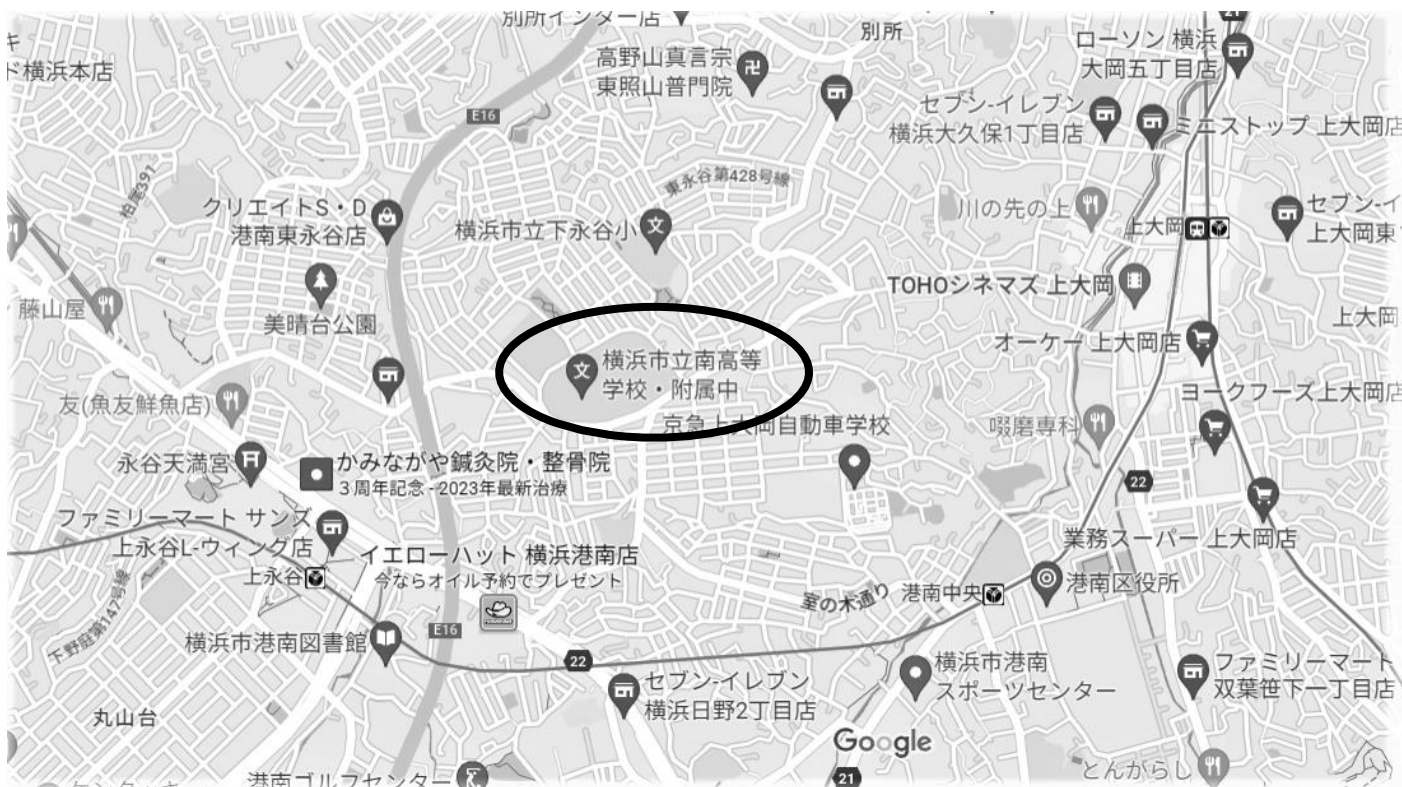 別所インター店
別所
ローソン 横浜
大岡五丁目店
21
キ
ド横浜本店
高野山真言宗
東照山普門院
E16
セブン-イレブン
横浜大久保1丁目店
ミニストップ 上大岡店
柏尾391
東永谷第428号線
クリエイトS・D
港南東永谷店
横浜市立下永谷小
文
川の先の上
上大岡
セブン-イ
上大岡東1
TOHOシネマズ 上大岡
藤山屋
美晴台公園
上大岡
オーケー 上大岡店
横浜市立南高等
学校・附属中
文
ヨークフーズ上大岡店
友(魚友鮮魚店)
京急上大岡自動車学校
啜磨専科
永谷天満宮
かみながや鍼灸院・整骨院
3周年記念 - 2023年最新治療
22
ファミリーマート サンズ
上永谷L-ウィング店
業務スーパー 上大岡店
イエローハット 横浜港南店
今ならオイル予約でプレゼント
上永谷
室の木通り
港南中央
港南区役所
下野庭第147号線
横浜市港南図書館
E16
22
横浜市港南
スポーツセンター
ファミリーマート
双葉笹下一丁目店
セブン-イレブン
横浜日野2丁目店
丸山台
Google
港南ゴルフセンター
21
とんがらし